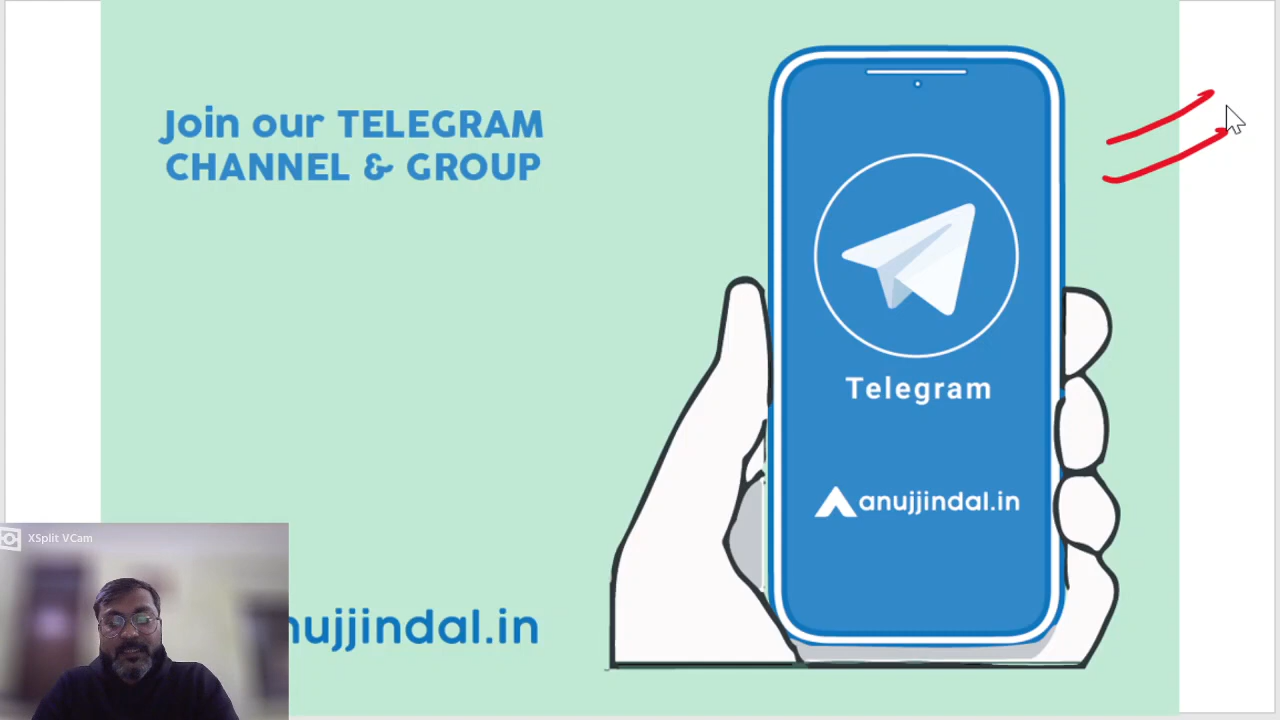 Join our TELEGRAM
CHANNEL & GROUP
Telegram
anujjindal.in
XSplit VCam
nujjindal.in